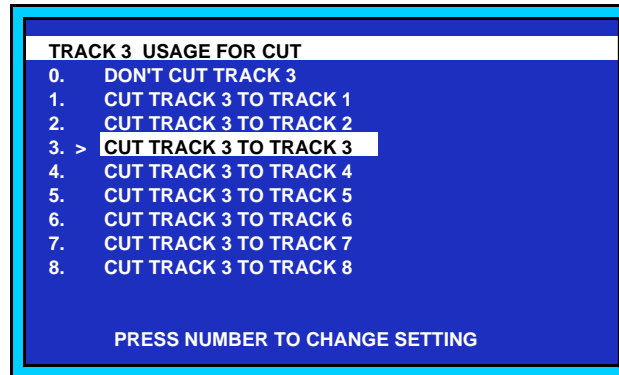 TRACK 3 USAGE FOR CUT
0. DON'T CUT TRACK 3
1. CUT TRACK 3 TO TRACK 1
2. CUT TRACK 3 TO TRACK 2
3. > CUT TRACK 3 TO TRACK 3
4. CUT TRACK 3 TO TRACK 4
5. CUT TRACK 3 TO TRACK 5
6. CUT TRACK 3 TO TRACK 6
7. CUT TRACK 3 TO TRACK 7
8. CUT TRACK 3 TO TRACK 8
PRESS NUMBER TO CHANGE SETTING